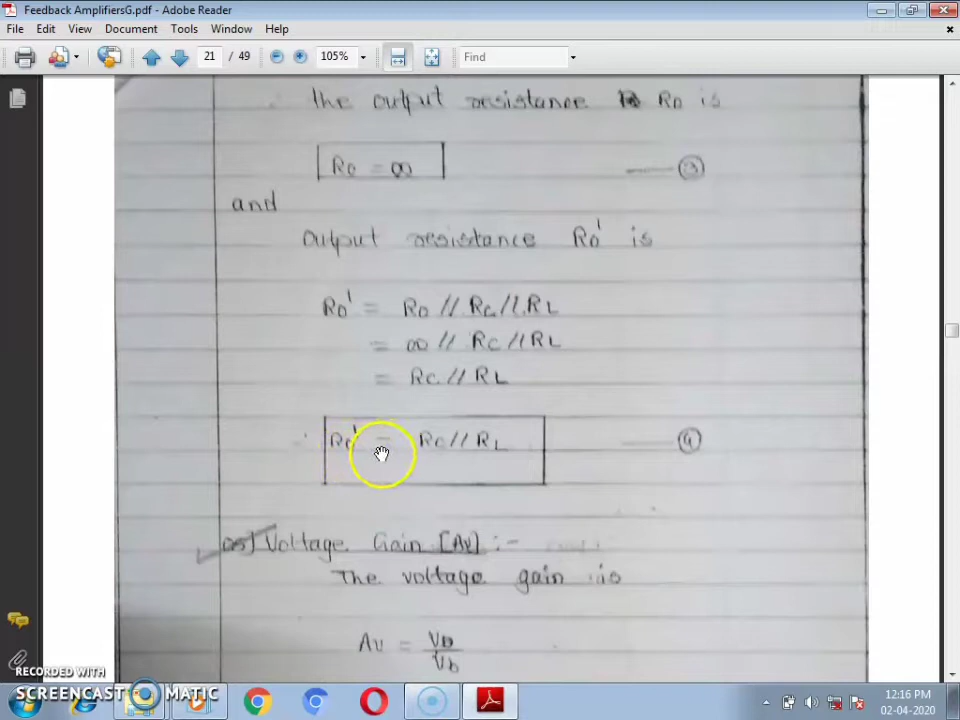 Feedback AmplifiersG.pdf - Adobe Reader
File Edit View Document Tools Window Help
21 / 49 105% Find
the output resistance Ro is
Ro = ∞ ③
and
output resistance Ro' is
Ro' = Ro // Rc // RL
= ∞ // Rc // RL
= Rc // RL
Ro' = Rc // RL ④
Voltage Gain [Av] :-
The voltage gain is
Av = Vo
Vb
RECORDED WITH
SCREENCAST MATIC
12:16 PM
02-04-2020